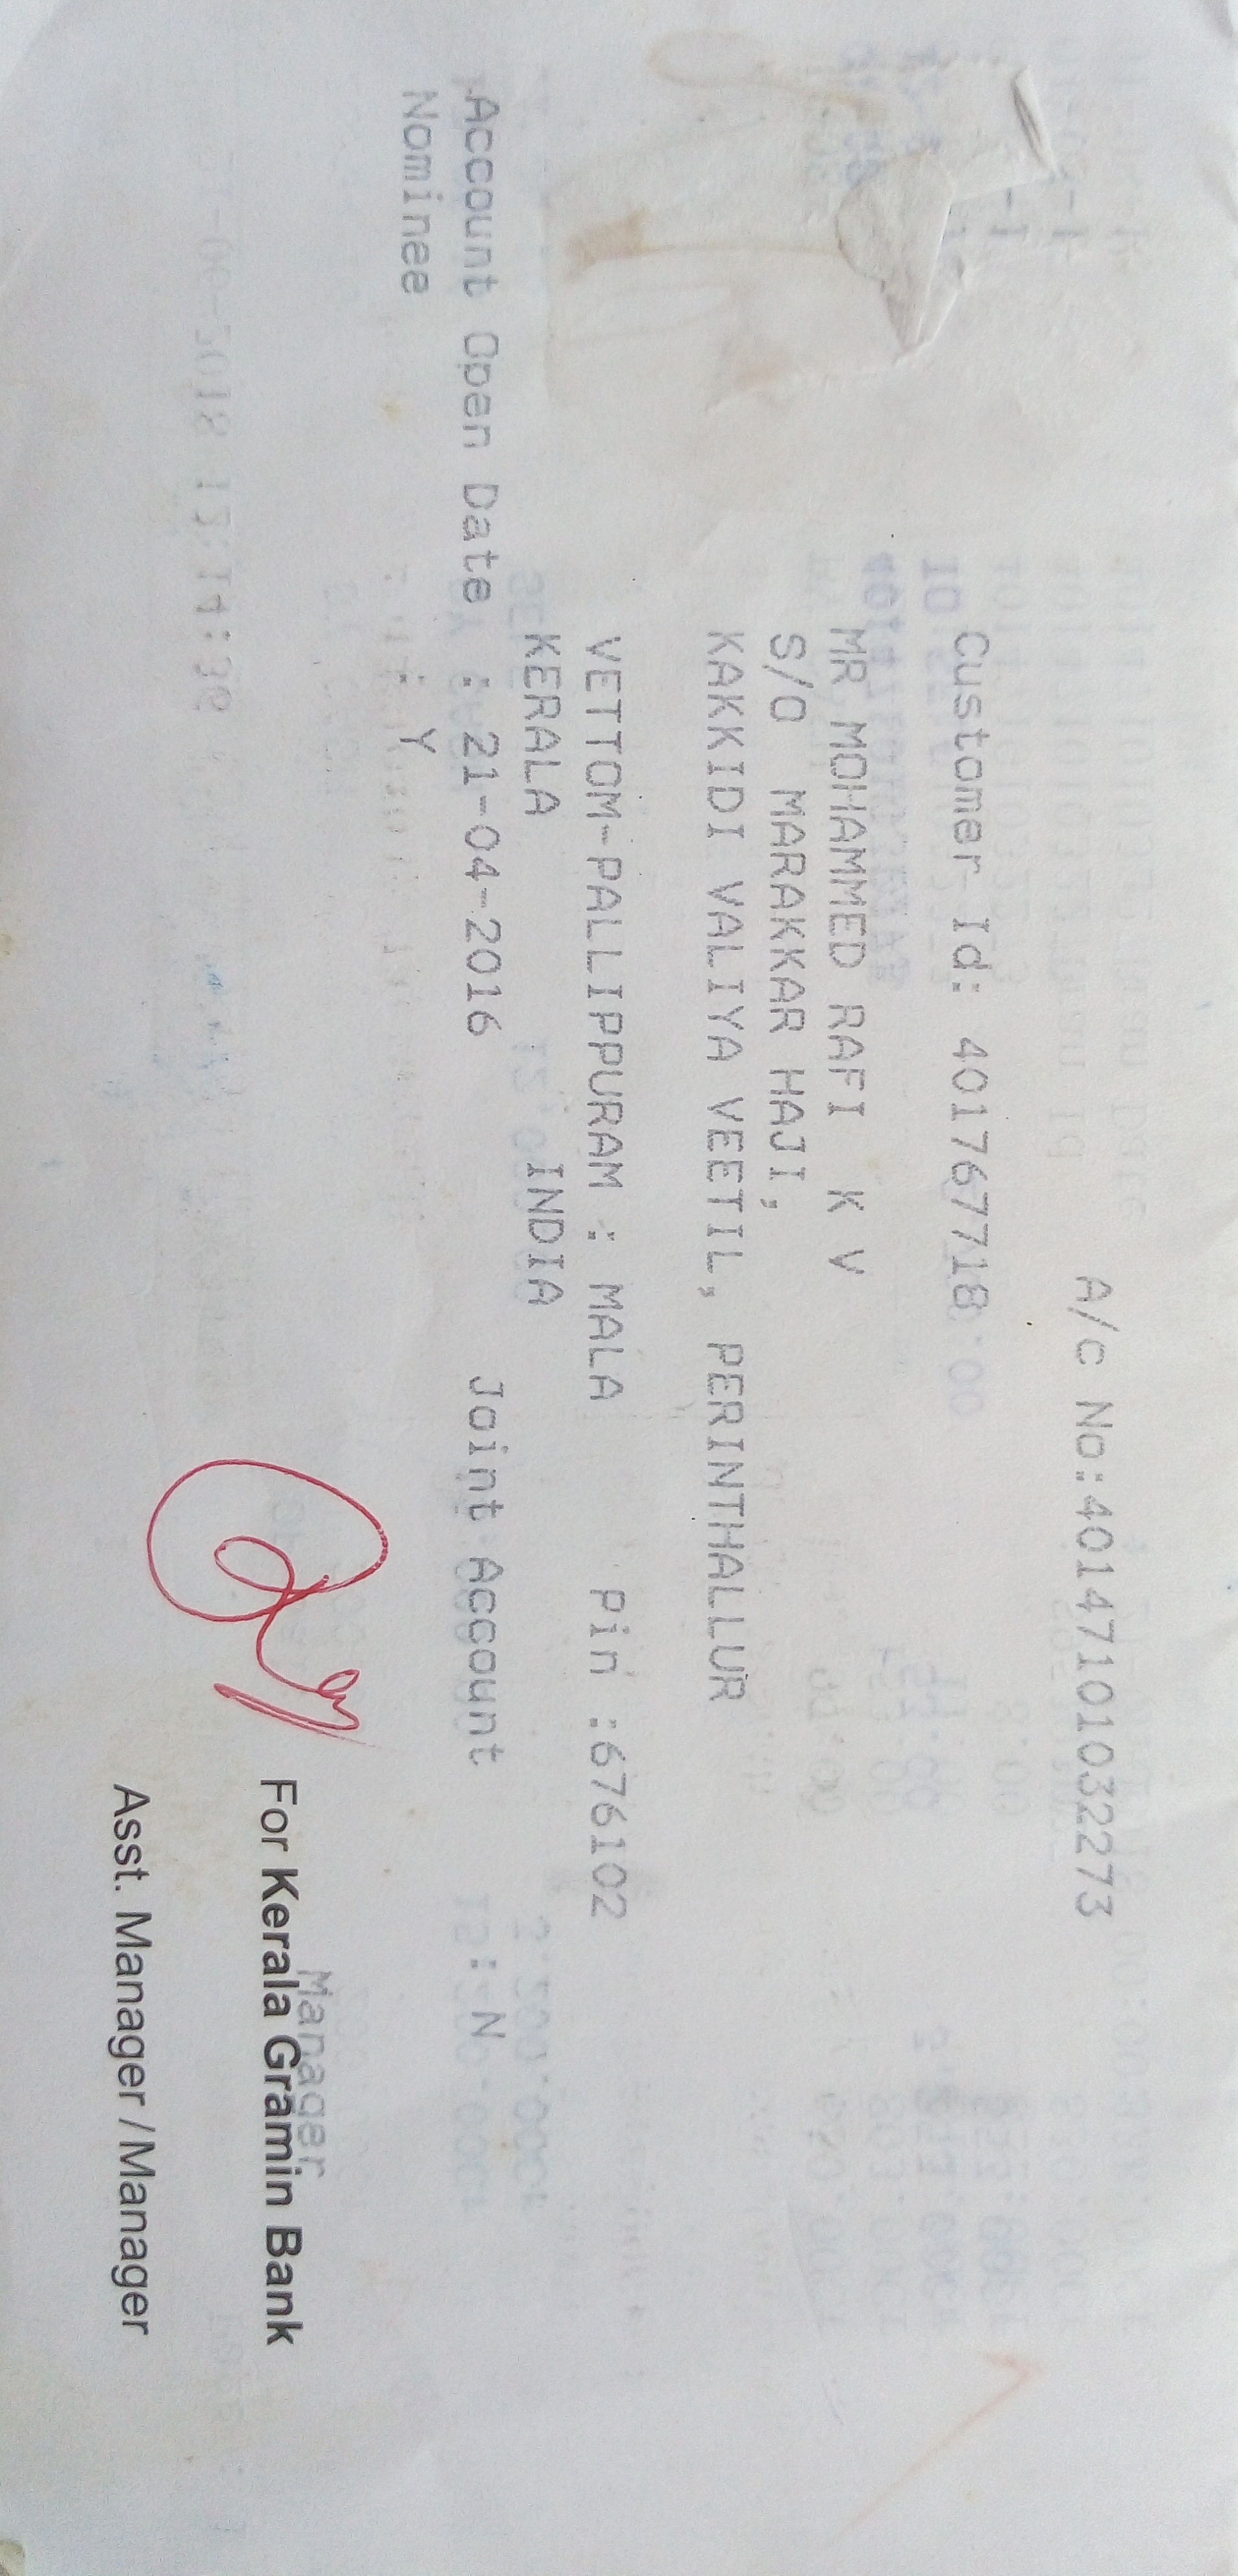 A/c No:40147101032273
Customer Id: 401767718
MR MOHAMMED RAFI K V
S/O MARAKKAR HAJI,
KAKKIDI VALIYA VEETIL, PERINTHALLUR
VETTOM-PALLIPPURAM : MALA Pin :676102
KERALA INDIA
Account Open Date : 21-04-2016 Joint Account : N
Nominee : Y
Manager
For Kerala Gramin Bank
Asst. Manager / Manager